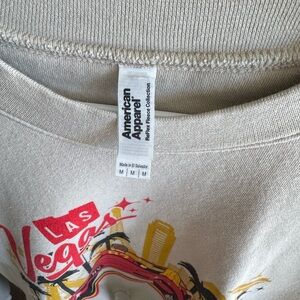 American
Apparel
ReFlex Fleece Collection
Made in El Salvador
M M M
LAS
Vegas